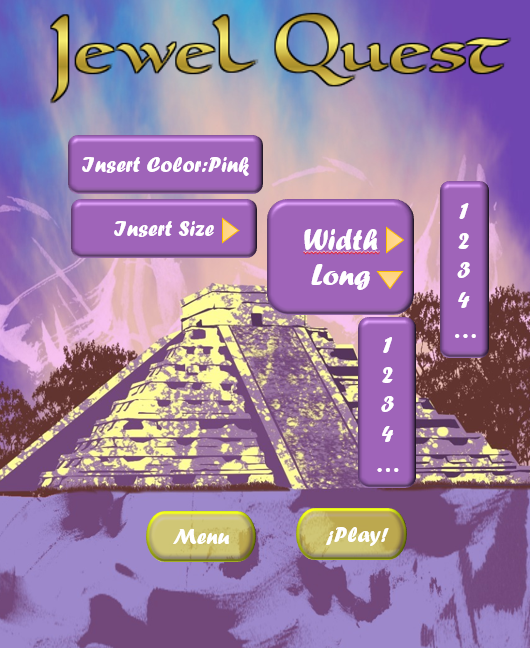 Jewel Quest
Insert Color:Pink
Insert Size
Width
Long
1
2
3
4
...
1
2
3
4
...
Menu
¡Play!